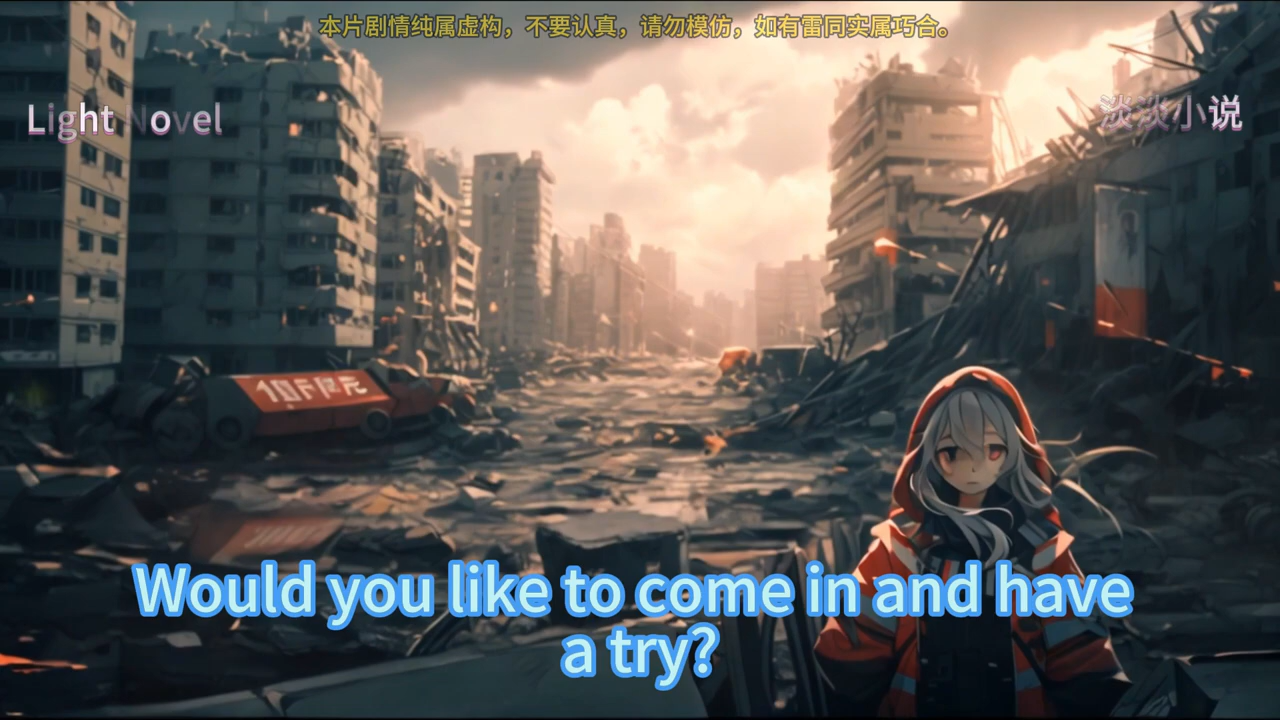 本片剧情纯属虚构，不要认真，请勿模仿，如有雷同实属巧合。
Light Novel
淡淡小说
Would you like to come in and have
a try?